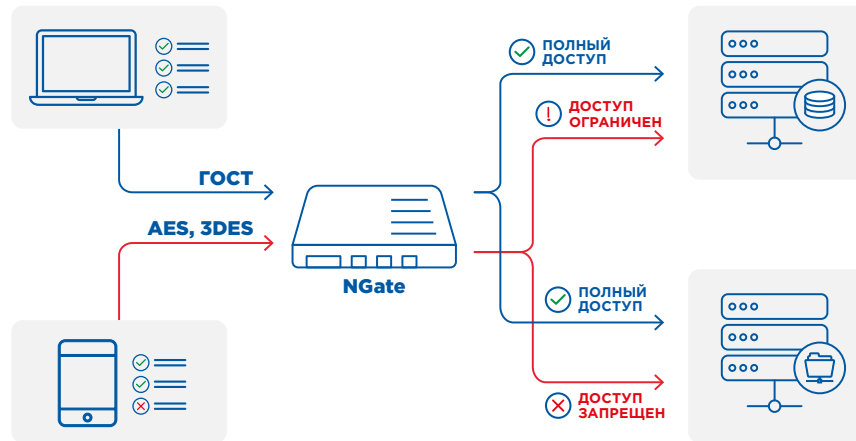 ПОЛНЫЙ
ДОСТУП
ДОСТУП
ОГРАНИЧЕН
ГОСТ
AES, 3DES
NGate
ПОЛНЫЙ
ДОСТУП
ДОСТУП
ЗАПРЕЩЕН